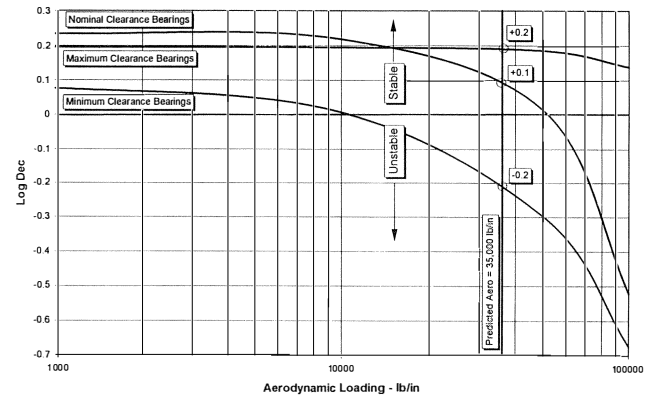 0.3
0.2
0.1
0
-0.1
-0.2
-0.3
-0.4
-0.5
-0.6
-0.7
Log Dec
Nominal Clearance Bearings
Maximum Clearance Bearings
Minimum Clearance Bearings
Stable
Unstable
+0.2
+0.1
-0.2
Predicted Aero = 35,000 lb/in
1000
10000
100000
Aerodynamic Loading - lb/in